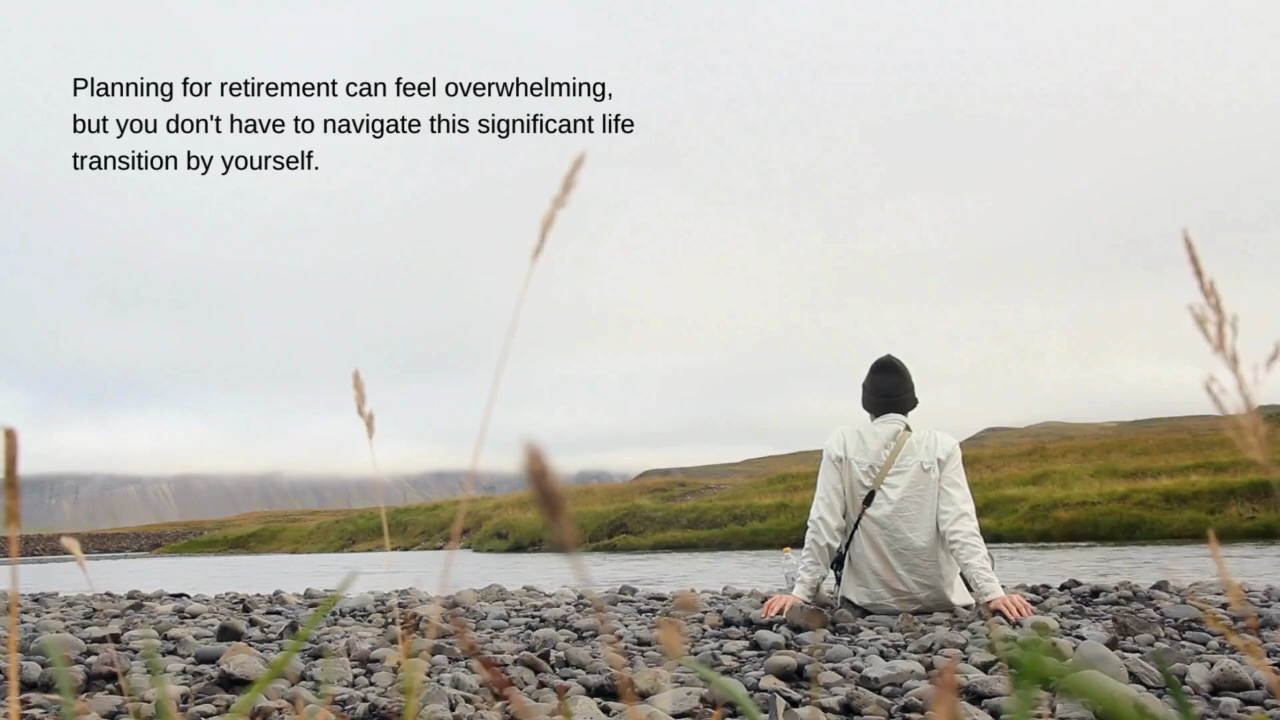 Planning for retirement can feel overwhelming,
but you don't have to navigate this significant life
transition by yourself.